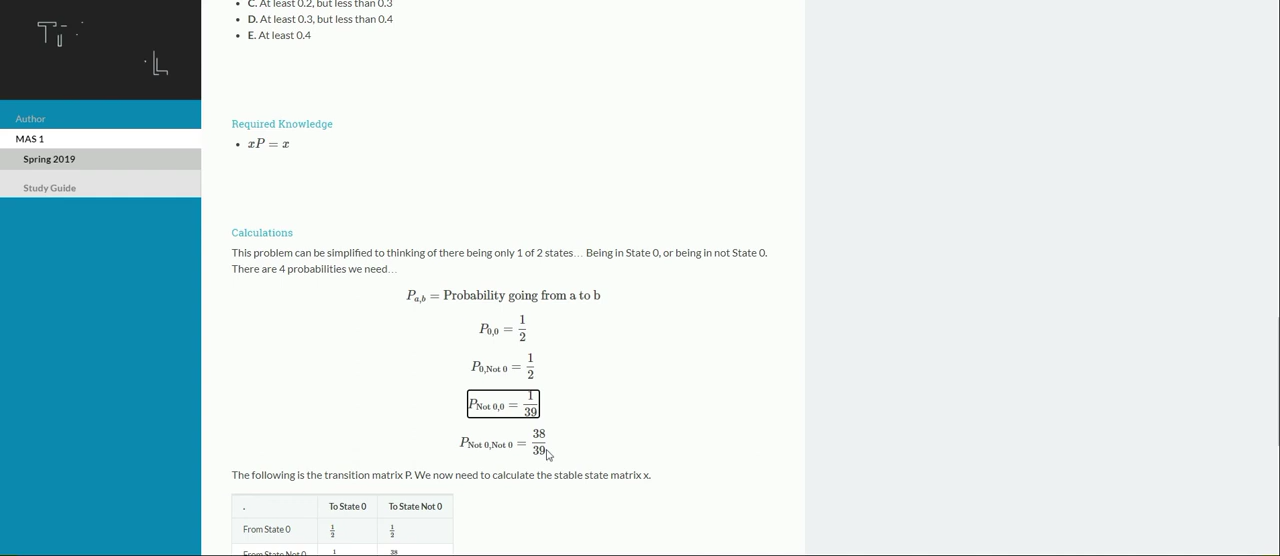 C. At least 0.2, but less than 0.3
D. At least 0.3, but less than 0.4
E. At least 0.4
Author
MAS 1
Spring 2019
Study Guide
Required Knowledge
xP = x
Calculations
This problem can be simplified to thinking of there being only 1 of 2 states… Being in State 0, or being in not State 0.
There are 4 probabilities we need…
P_{a,b} = Probability going from a to b
P_{0,0} = 1/2
P_{0,Not 0} = 1/2
P_{Not 0,0} = 1/39
P_{Not 0,Not 0} = 38/39
The following is the transition matrix P. We now need to calculate the stable state matrix x.
. To State 0 To State Not 0
From State 0 1/2 1/2
From State Not 0 1 38